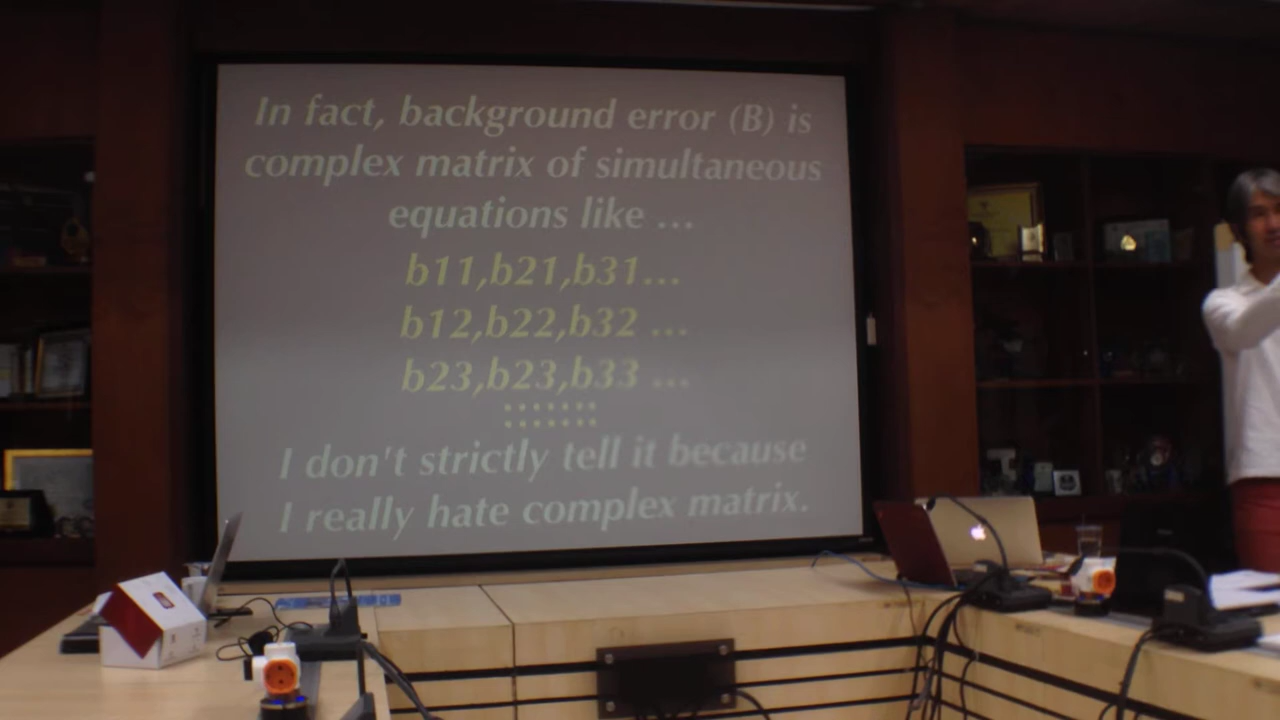 In fact, background error (B) is
complex matrix of simultaneous
equations like ...
b11,b21,b31...
b12,b22,b32 ...
b23,b23,b33 ...
.......
.......
I don't strictly tell it because
I really hate complex matrix.